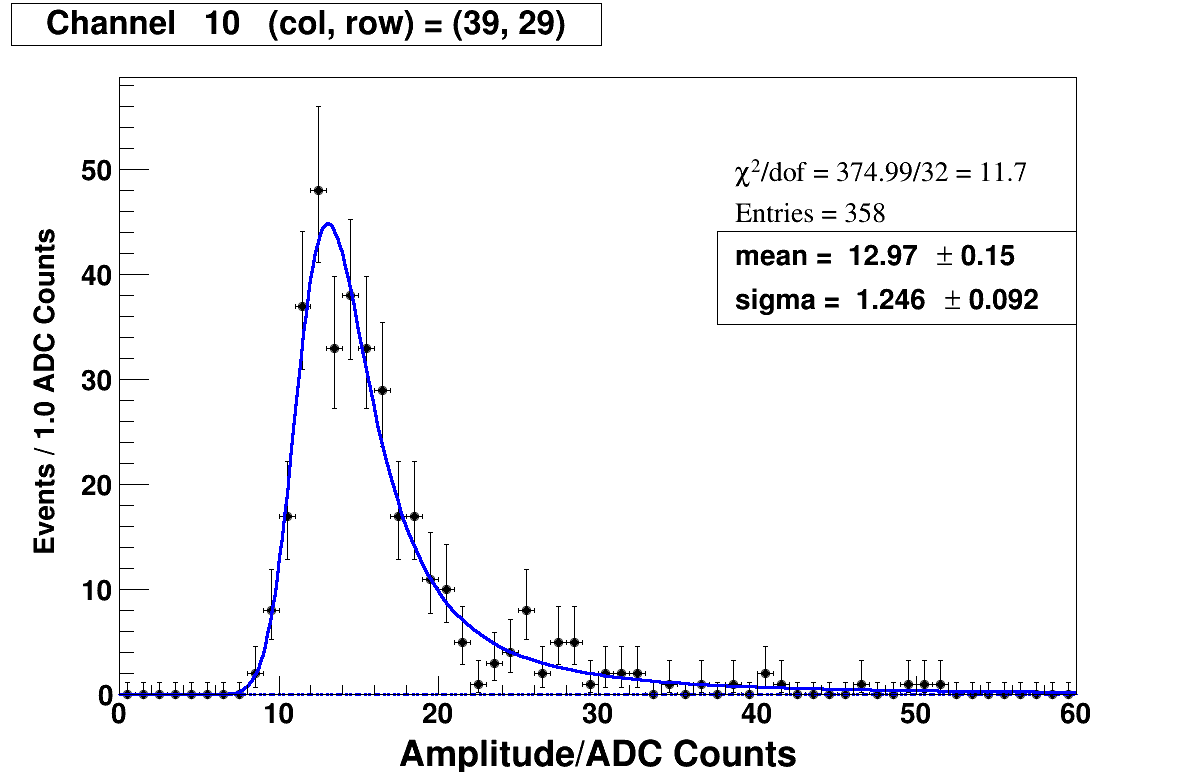 Channel 10 (col, row) = (39, 29)
χ²/dof = 374.99/32 = 11.7
Entries = 358
mean = 12.97 ± 0.15
sigma = 1.246 ± 0.092
Events / 1.0 ADC Counts
50
40
30
20
10
0
0 10 20 30 40 50 60
Amplitude/ADC Counts